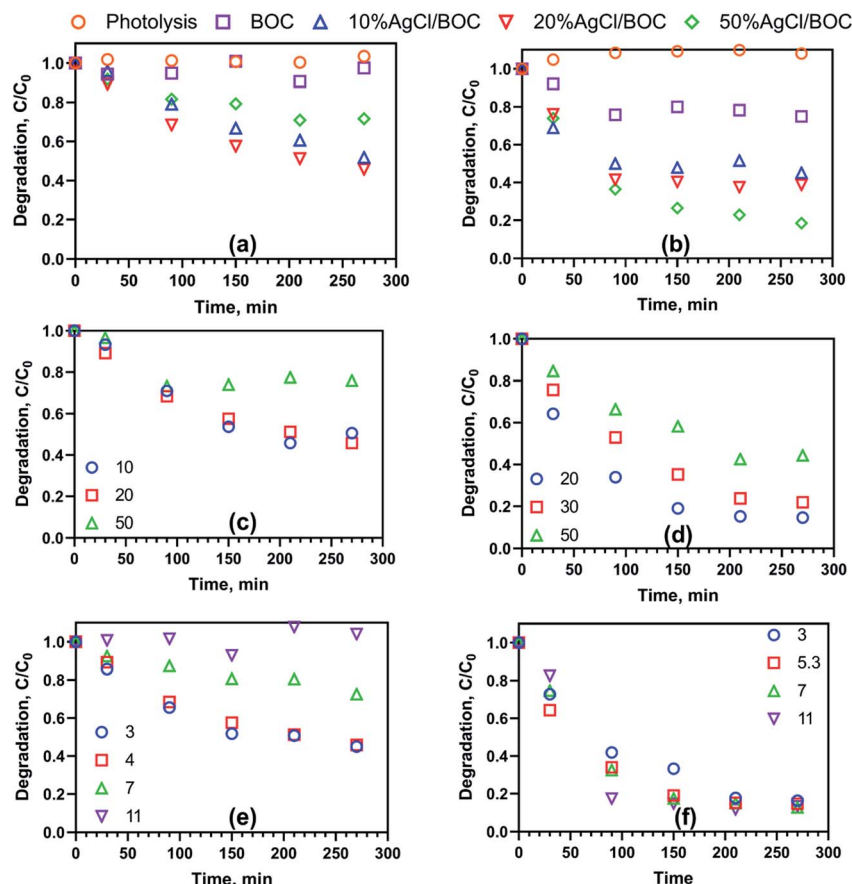 Photolysis BOC 10%AgCl/BOC 20%AgCl/BOC 50%AgCl/BOC
Degradation, C/C0
1.0
0.8
0.6
0.4
0.2
0.0
0 50 100 150 200 250 300
Time, min
(a)
Degradation, C/C0
1.0
0.8
0.6
0.4
0.2
0.0
0 50 100 150 200 250 300
Time, min
(b)
Degradation, C/C0
1.0
0.8
0.6
0.4
0.2
0.0
10
20
50
0 50 100 150 200 250 300
Time, min
(c)
Degradation, C/C0
1.0
0.8
0.6
0.4
0.2
0.0
20
30
50
0 50 100 150 200 250 300
Time, min
(d)
Degradation, C/C0
1.0
0.8
0.6
0.4
0.2
0.0
3
4
7
11
0 50 100 150 200 250 300
Time, min
(e)
Degradation, C/C0
1.0
0.8
0.6
0.4
0.2
0.0
3
5.3
7
11
0 50 100 150 200 250 300
Time
(f)